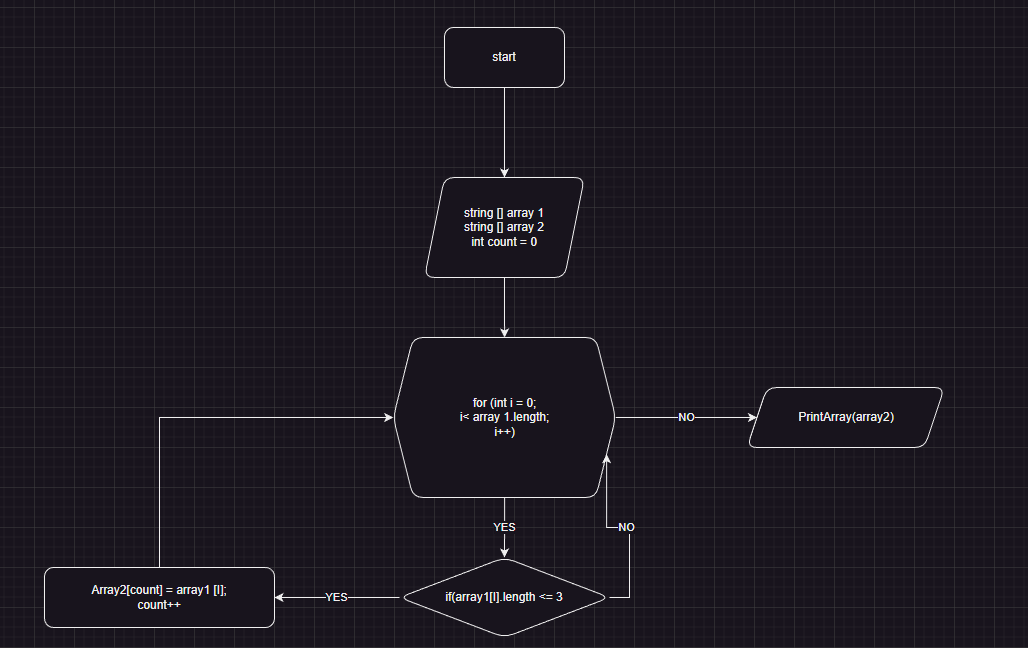 start
string [] array 1
string [] array 2
int count = 0
for (int i = 0;
i< array 1.length;
i++)
NO
PrintArray(array2)
YES
NO
Array2[count] = array1 [I];
count++
YES
if(array1[I].length <= 3